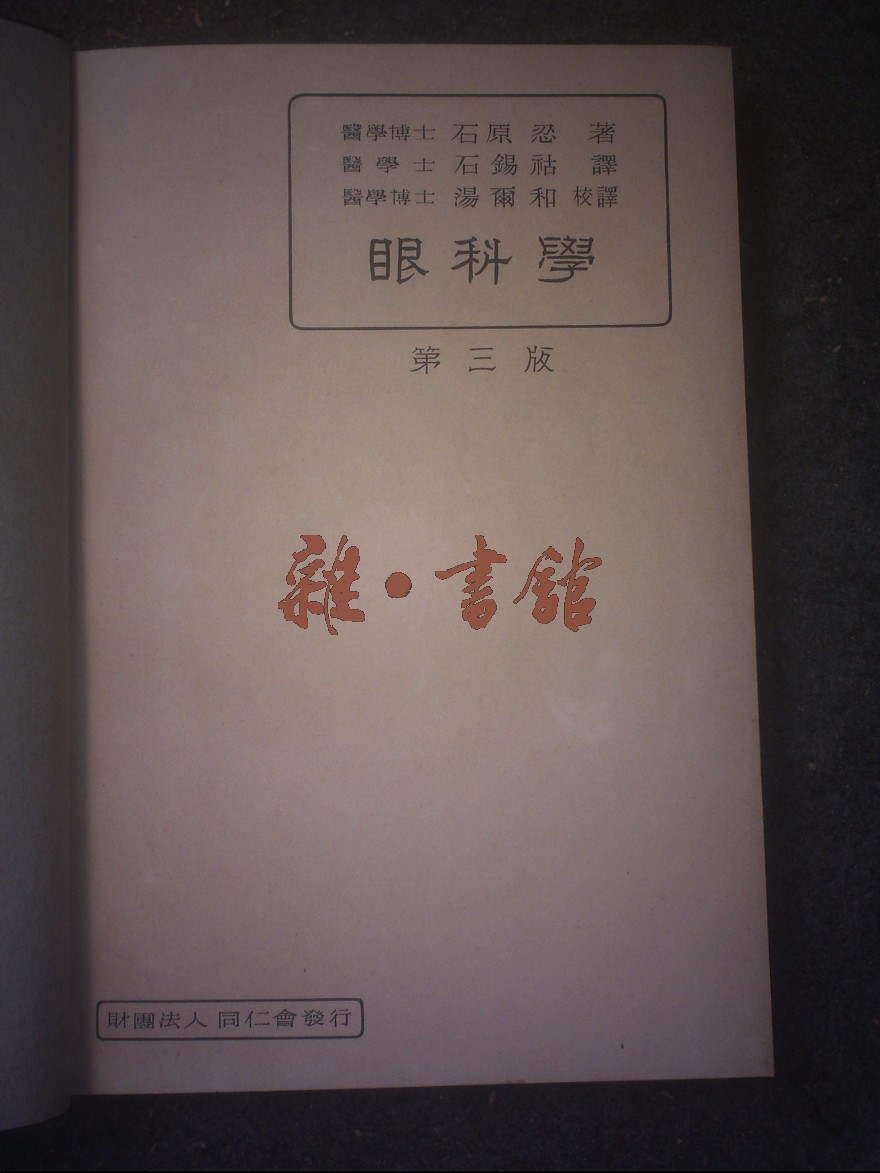 醫學博士 石原 忍 著
醫學士 石錫祜 譯
醫學博士 湯爾和 校譯
眼科學
第三版
雜·書館
財團法人 同仁會發行